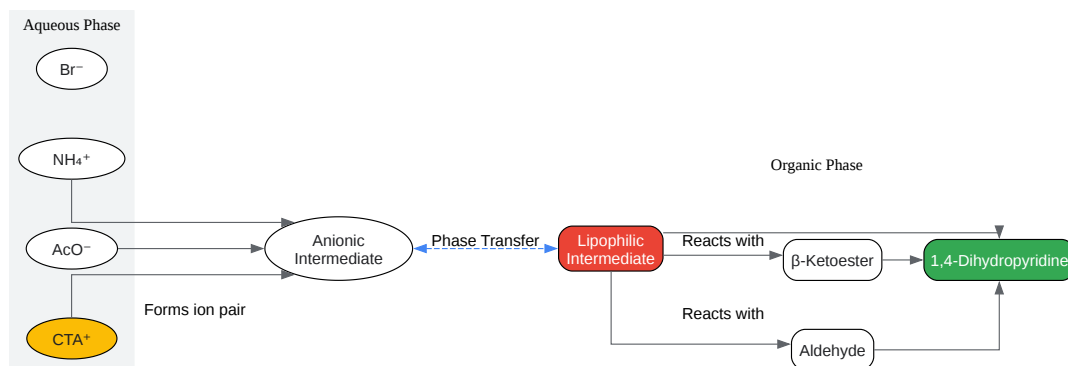 Aqueous Phase
Br⁻
NH₄⁺
AcO⁻
CTA⁺
Forms ion pair
Anionic
Intermediate
Phase Transfer
Organic Phase
Lipophilic
Intermediate
Reacts with
β-Ketoester
1,4-Dihydropyridine
Reacts with
Aldehyde